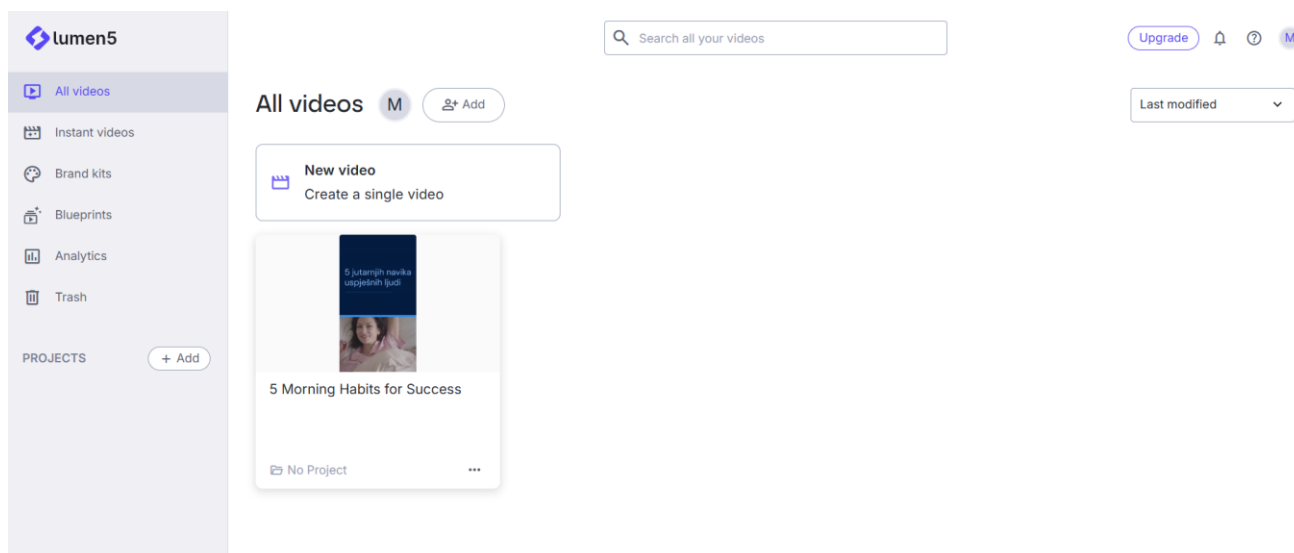 lumen5
Search all your videos
Upgrade
M
All videos
Instant videos
Brand kits
Blueprints
Analytics
Trash
PROJECTS
+ Add
All videos
M
Add
Last modified
New video
Create a single video
5 jutarnjih navika
uspješnih ljudi
5 Morning Habits for Success
No Project